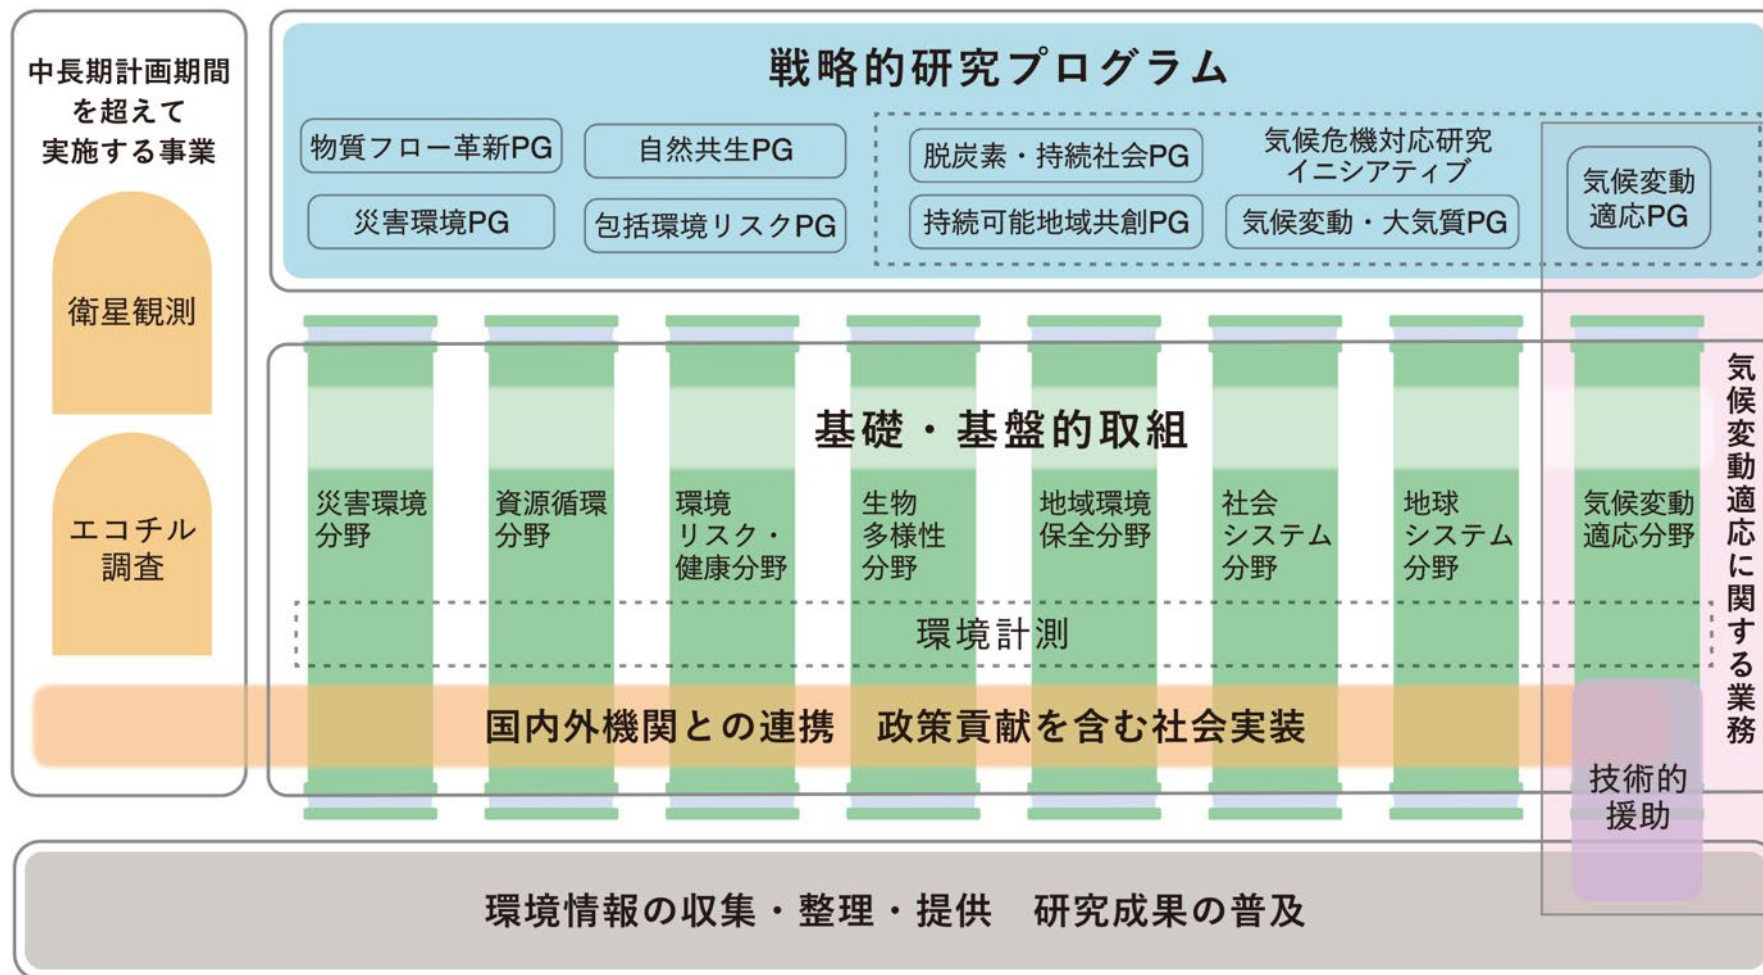 中長期計画期間
を超えて
実施する事業
衛星観測
エコチル
調査
戦略的研究プログラム
物質フロー革新PG
自然共生PG
災害環境PG
包括環境リスクPG
脱炭素・持続社会PG
気候危機対応研究
イニシアティブ
持続可能地域共創PG
気候変動・大気質PG
気候変動
適応PG
基礎・基盤的取組
災害環境
分野
資源循環
分野
環境
リスク・
健康分野
生物
多様性
分野
地域環境
保全分野
社会
システム
分野
地球
システム
分野
気候変動
適応分野
環境計測
気候変動適応に関する業務
国内外機関との連携　政策貢献を含む社会実装
技術的
援助
環境情報の収集・整理・提供　研究成果の普及